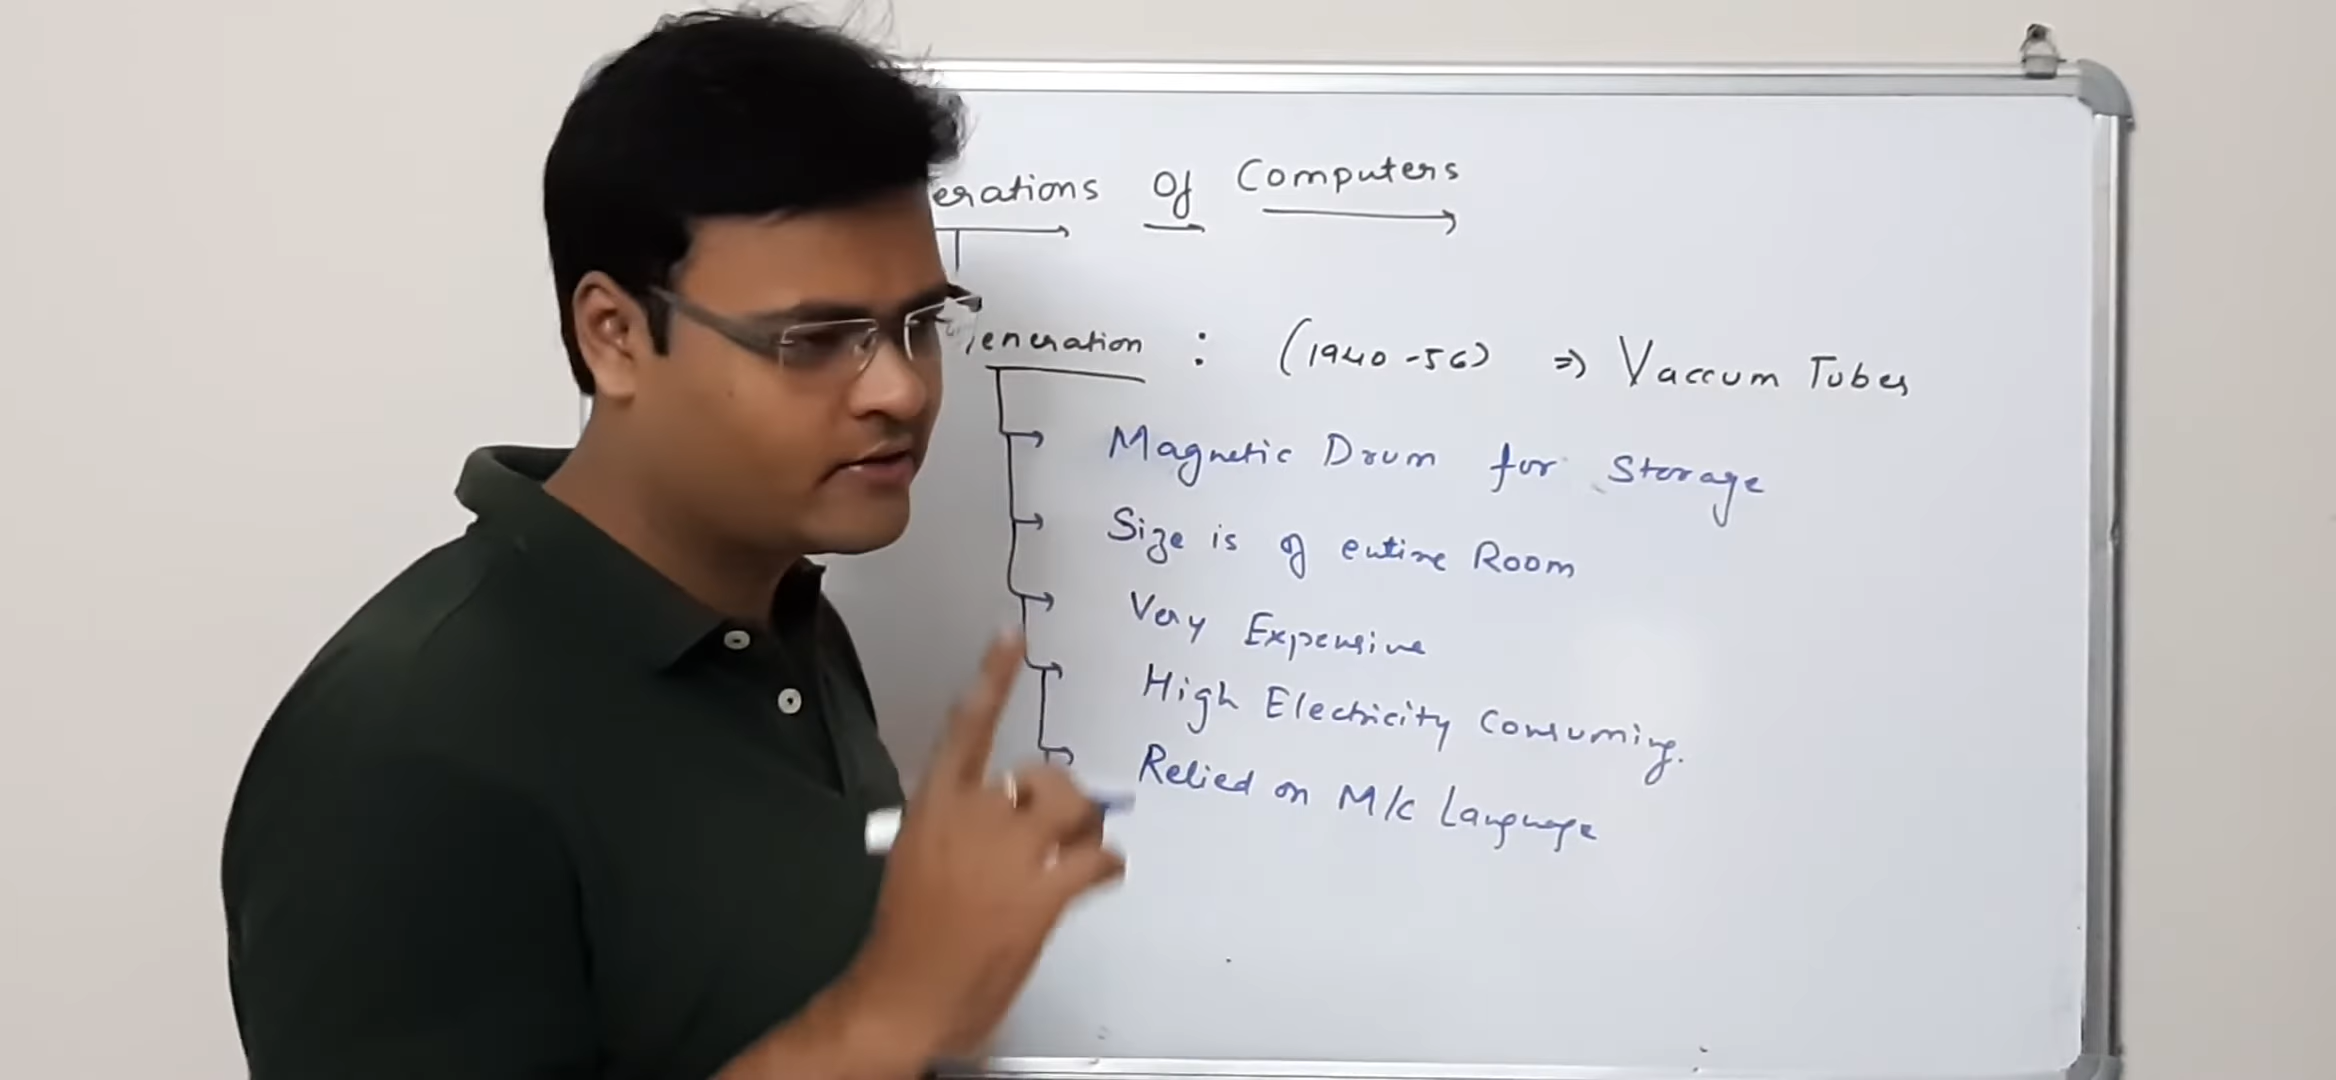 erations Of Computers
eneration : (1940-56) ⇒ Vaccum Tubes
Magnetic Drum for Storage
Size is of entire Room
Very Expensive
High Electricity Consuming.
Relied on M/c Language